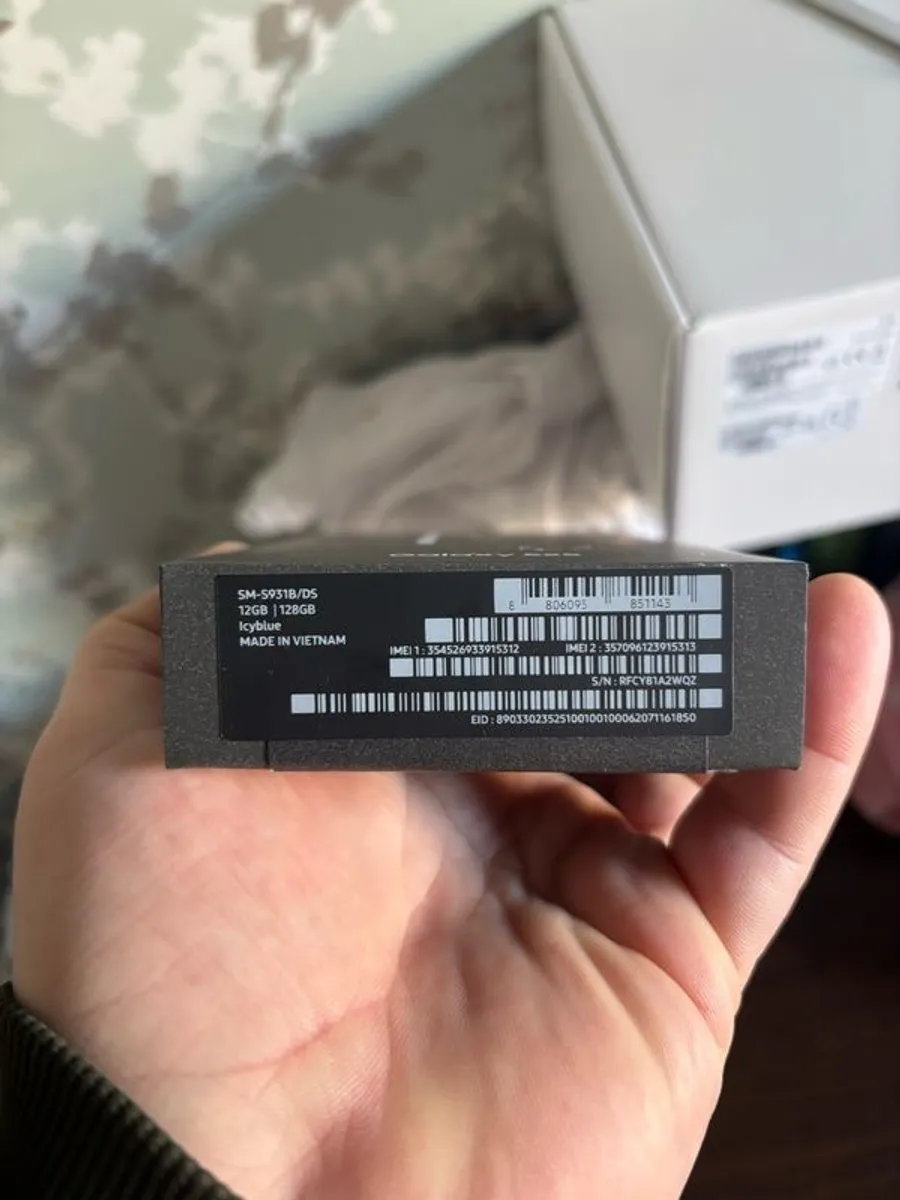 SM-S931B/DS
12GB | 128GB
Icyblue
MADE IN VIETNAM
8 806095 851143
IMEI 1 : 354526933915312 IMEI 2 : 357096123915313
S/N : RFCYB1A2WQZ
EID : 89033023525100100100062071161850